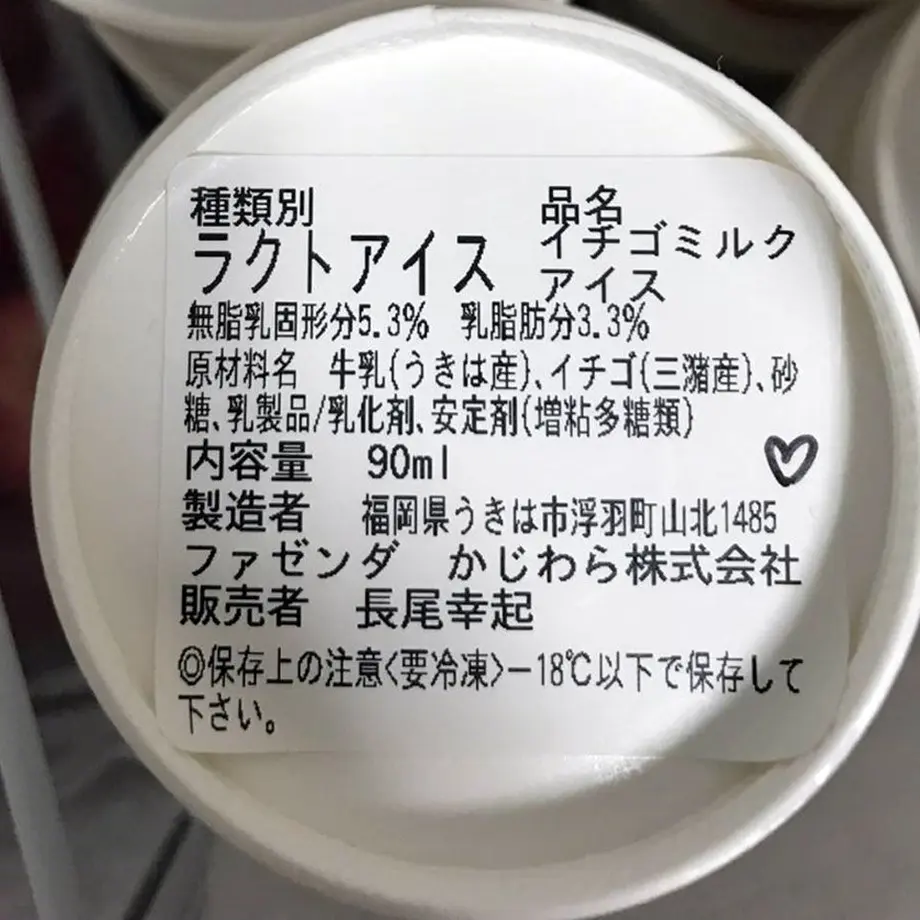 種類別
ラクトアイス
品名
イチゴミルク
アイス
無脂乳固形分5.3% 乳脂肪分3.3%
原材料名 牛乳(うきは産)、イチゴ(三潴産)、砂
糖、乳製品/乳化剤、安定剤(増粘多糖類)
内容量 90ml
製造者 福岡県うきは市浮羽町山北1485
ファゼンダ かじわら株式会社
販売者 長尾幸起
◎保存上の注意<要冷凍>-18℃以下で保存して
下さい。